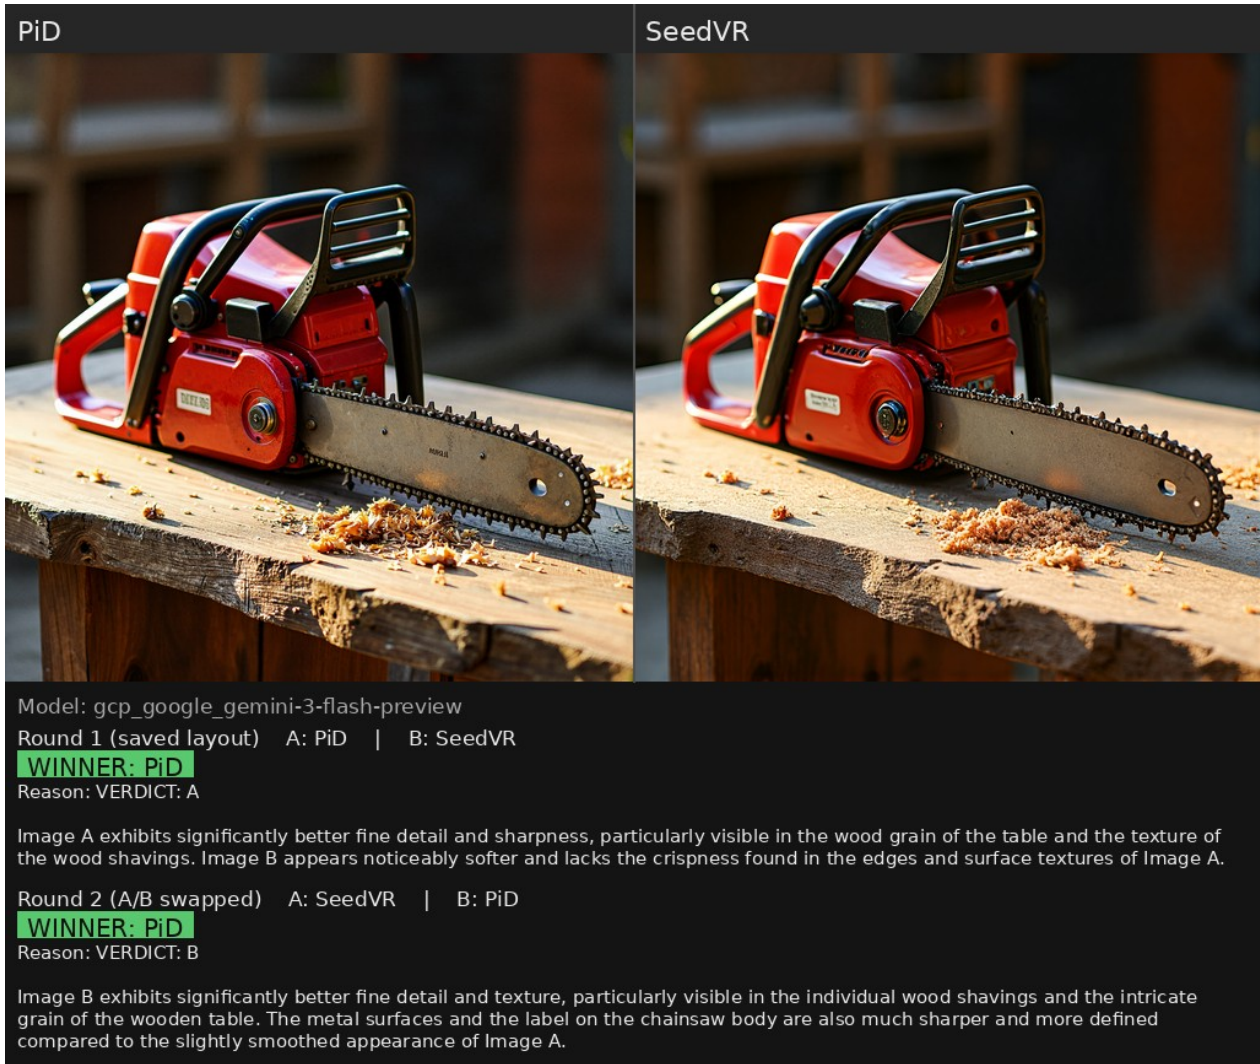 PiD
SeedVR
Model: gcp_google_gemini-3-flash-preview
Round 1 (saved layout)    A: PiD    |    B: SeedVR
WINNER: PiD
Reason: VERDICT: A
Image A exhibits significantly better fine detail and sharpness, particularly visible in the wood grain of the table and the texture of
the wood shavings. Image B appears noticeably softer and lacks the crispness found in the edges and surface textures of Image A.
Round 2 (A/B swapped)    A: SeedVR    |    B: PiD
WINNER: PiD
Reason: VERDICT: B
Image B exhibits significantly better fine detail and texture, particularly visible in the individual wood shavings and the intricate
grain of the wooden table. The metal surfaces and the label on the chainsaw body are also much sharper and more defined
compared to the slightly smoothed appearance of Image A.